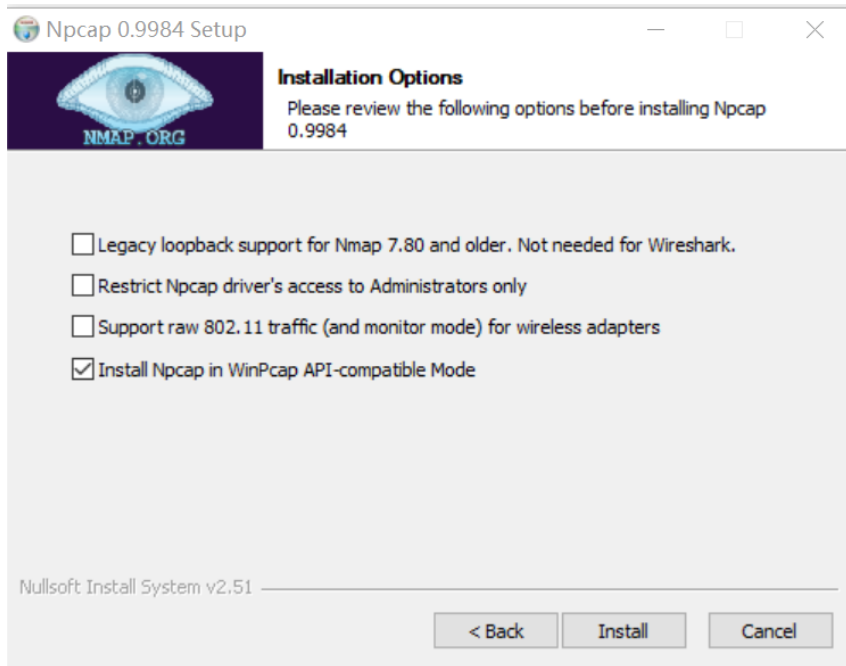 Npcap 0.9984 Setup
NMAP.ORG
Installation Options
Please review the following options before installing Npcap
0.9984
Legacy loopback support for Nmap 7.80 and older. Not needed for Wireshark.
Restrict Npcap driver's access to Administrators only
Support raw 802.11 traffic (and monitor mode) for wireless adapters
Install Npcap in WinPcap API-compatible Mode
Nullsoft Install System v2.51
< Back Install Cancel